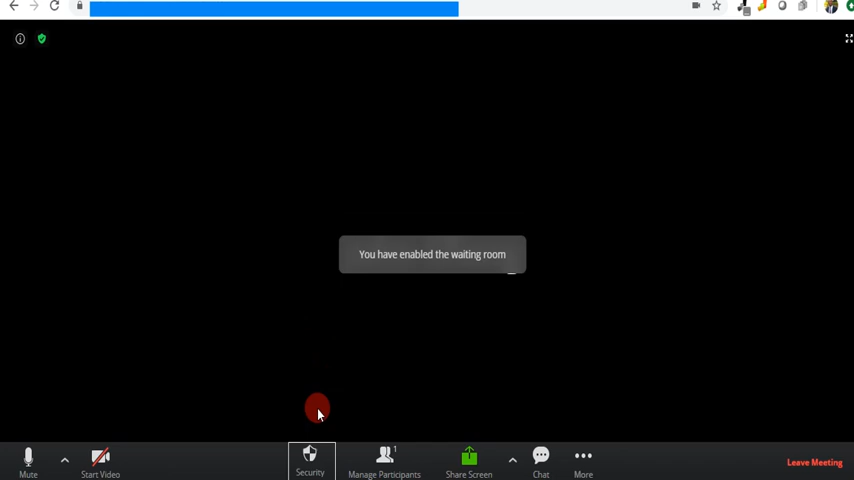 You have enabled the waiting room
1
Mute
Start Video
Security
Manage Participants
Share Screen
Chat
More
Leave Meeting